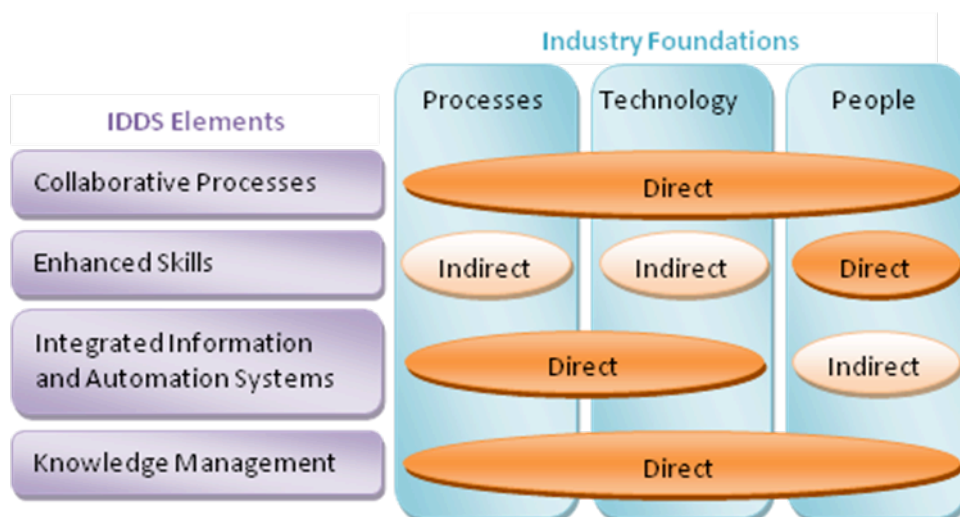 Industry Foundations
IDDS Elements
Processes
Technology
People
Collaborative Processes
Direct
Enhanced Skills
Indirect
Indirect
Direct
Integrated Information
and Automation Systems
Direct
Indirect
Knowledge Management
Direct